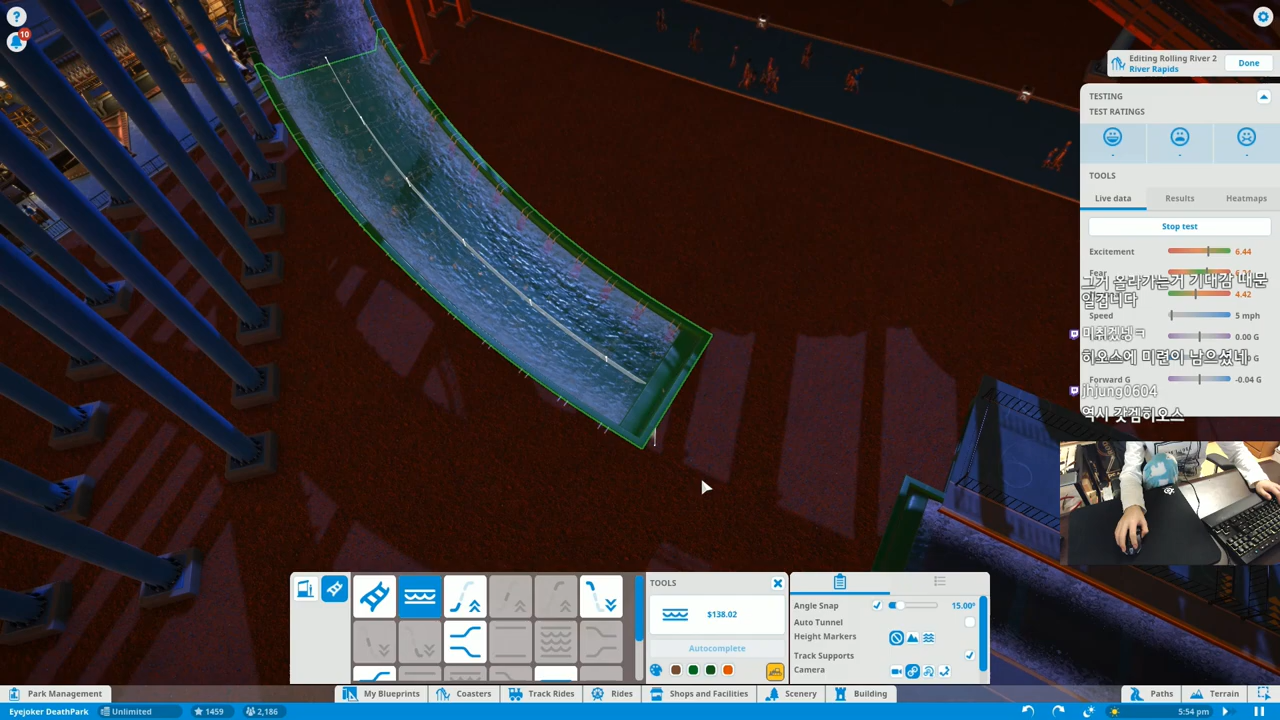 ?
10
Editing Rolling River 2
River Rapids
Done
TESTING
TEST RATINGS
-
-
-
TOOLS
Live data
Results
Heatmaps
Stop test
Excitement
6.44
Fear
그거 올라가는거 기대감 때문
일겁니다
4.42
Speed
5 mph
미취겠넹ㅋ
0.00 G
히오스에 미련이 남으셨네
Forward G
-0.04 G
jhjung0604
역시 갓겜히오스
TOOLS
$138.02
Autocomplete
Angle Snap
15.00°
Auto Tunnel
Height Markers
Track Supports
Camera
Park Management
My Blueprints
Coasters
Track Rides
Rides
Shops and Facilities
Scenery
Building
Paths
Terrain
Eyejoker DeathPark
Unlimited
1459
2,186
5:54 pm